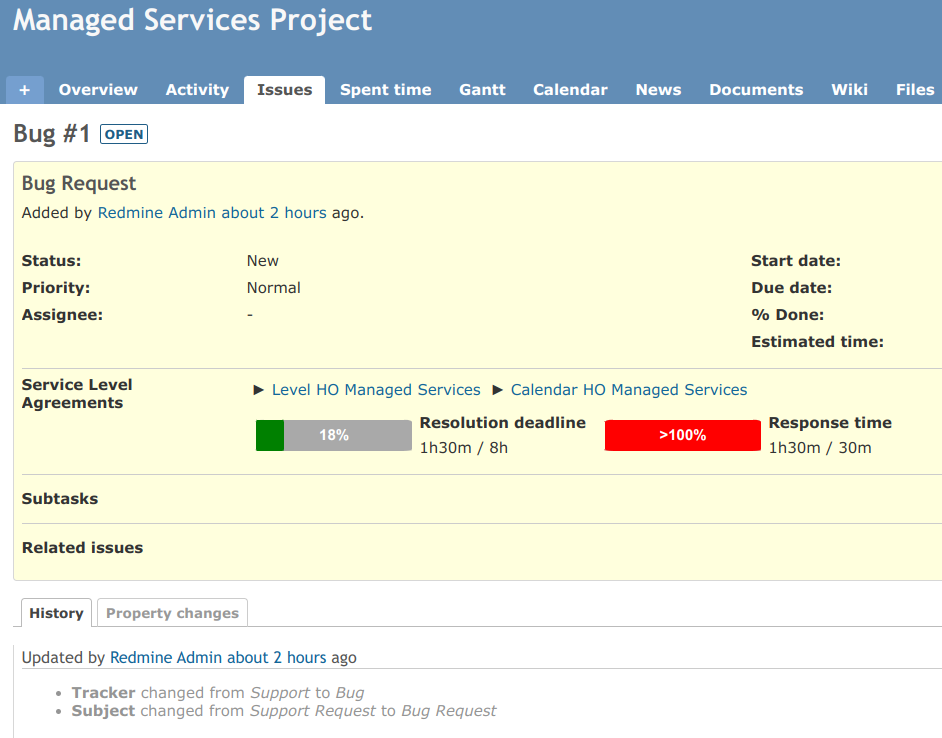 Managed Services Project
+ Overview Activity Issues Spent time Gantt Calendar News Documents Wiki Files
Bug #1 OPEN
Bug Request
Added by Redmine Admin about 2 hours ago.
Status: New Start date:
Priority: Normal Due date:
Assignee: - % Done:
Estimated time:
Service Level Agreements
► Level HO Managed Services ► Calendar HO Managed Services
18% Resolution deadline >100% Response time
1h30m / 8h 1h30m / 30m
Subtasks
Related issues
History Property changes
Updated by Redmine Admin about 2 hours ago
• Tracker changed from Support to Bug
• Subject changed from Support Request to Bug Request